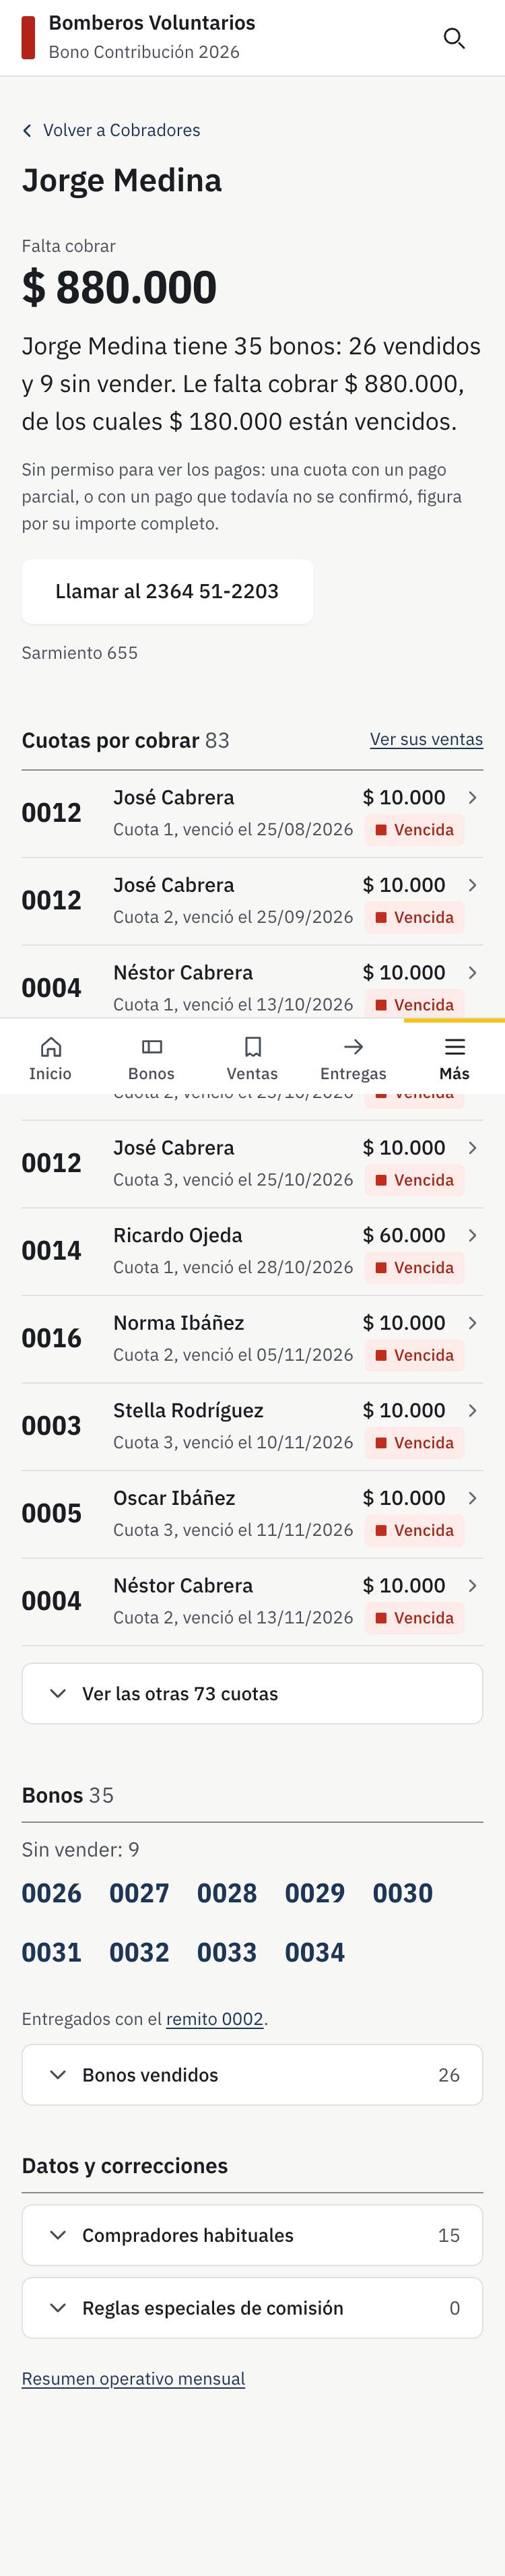 Bomberos Voluntarios
Bono Contribución 2026
Volver a Cobradores
Jorge Medina
Falta cobrar
$ 880.000
Jorge Medina tiene 35 bonos: 26 vendidos
y 9 sin vender. Le falta cobrar $ 880.000,
de los cuales $ 180.000 están vencidos.
Sin permiso para ver los pagos: una cuota con un pago
parcial, o con un pago que todavía no se confirmó, figura
por su importe completo.
Llamar al 2364 51-2203
Sarmiento 655
Cuotas por cobrar 83 Ver sus ventas
0012 José Cabrera $ 10.000
Cuota 1, venció el 25/08/2026 Vencida
0012 José Cabrera $ 10.000
Cuota 2, venció el 25/09/2026 Vencida
0004 Néstor Cabrera $ 10.000
Cuota 1, venció el 13/10/2026 Vencida
Inicio Bonos Ventas Entregas Más
0012 José Cabrera $ 10.000
Cuota 3, venció el 25/10/2026 Vencida
0014 Ricardo Ojeda $ 60.000
Cuota 1, venció el 28/10/2026 Vencida
0016 Norma Ibáñez $ 10.000
Cuota 2, venció el 05/11/2026 Vencida
0003 Stella Rodríguez $ 10.000
Cuota 3, venció el 10/11/2026 Vencida
0005 Oscar Ibáñez $ 10.000
Cuota 3, venció el 11/11/2026 Vencida
0004 Néstor Cabrera $ 10.000
Cuota 2, venció el 13/11/2026 Vencida
Ver las otras 73 cuotas
Bonos 35
Sin vender: 9
0026 0027 0028 0029 0030
0031 0032 0033 0034
Entregados con el remito 0002.
Bonos vendidos 26
Datos y correcciones
Compradores habituales 15
Reglas especiales de comisión 0
Resumen operativo mensual